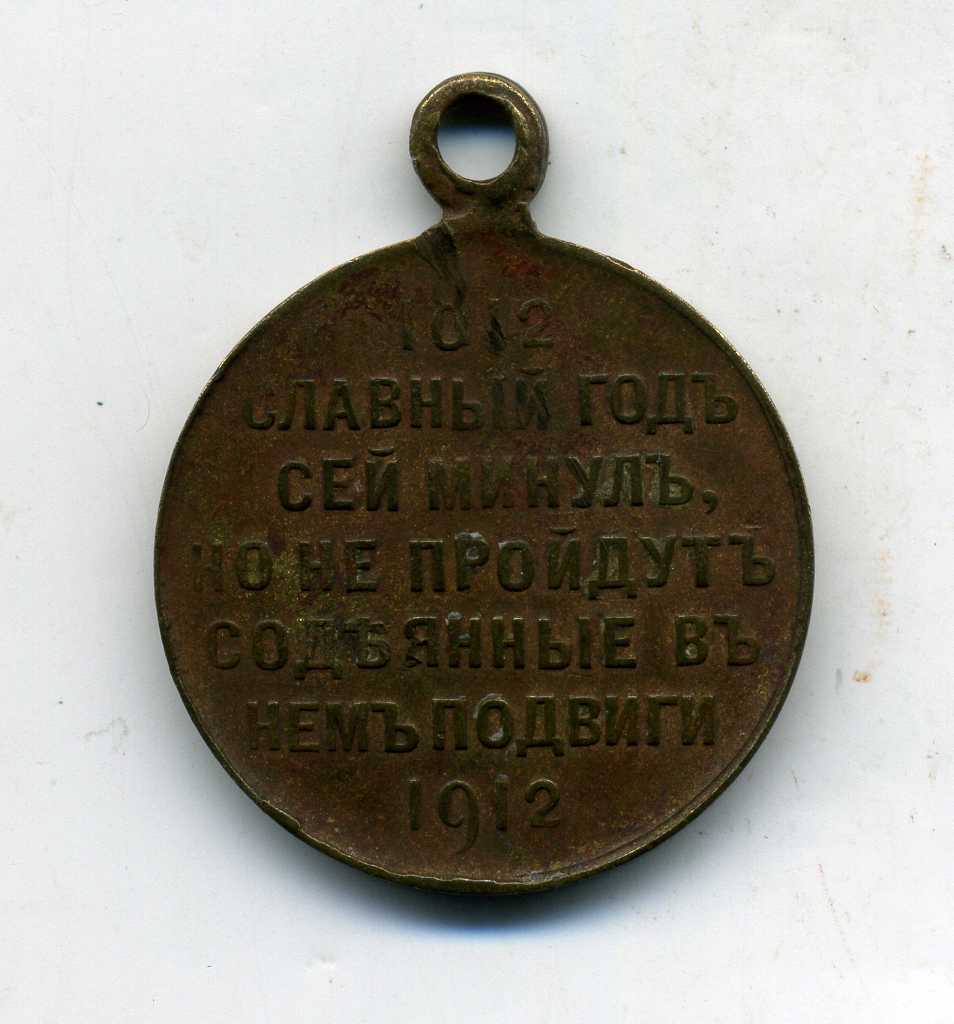 1812
СЛАВНЫЙ ГОДЪ
СЕЙ МИНУЛЪ,
НО НЕ ПРОЙДУТЪ
СОДѢЯННЫЕ ВЪ
НЕМЪ ПОДВИГИ
1912